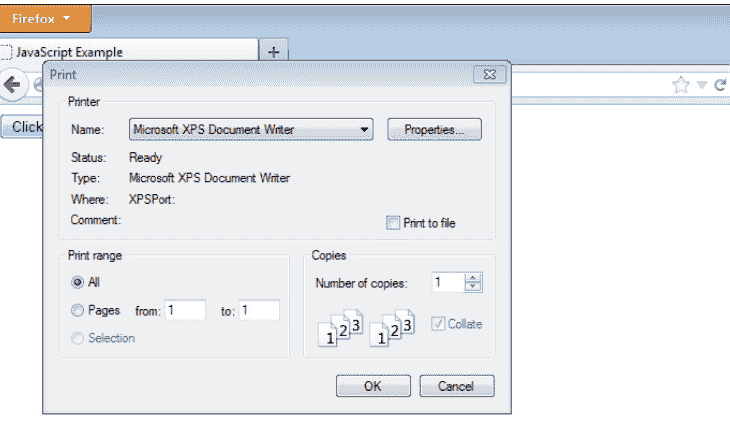 Firefox
JavaScript Example
+
Print
Printer
Name: Microsoft XPS Document Writer Properties...
Status: Ready
Type: Microsoft XPS Document Writer
Where: XPSPort:
Comment: Print to file
Click
Print range
All
Pages from: 1 to: 1
Selection
Copies
Number of copies: 1
1 2 3 1 2 3 Collate
OK Cancel